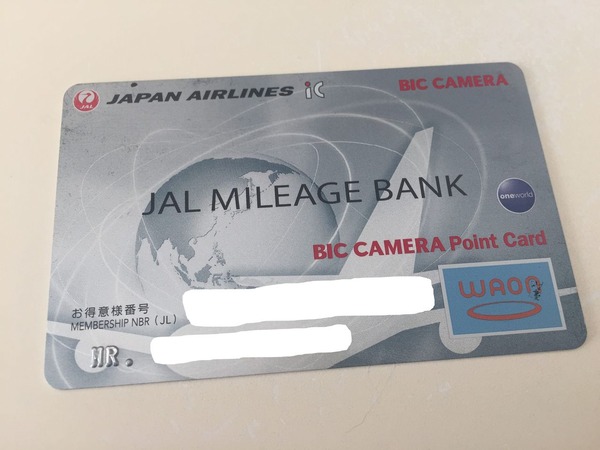 JAL JAPAN AIRLINES iC BIC CAMERA
JAL MILEAGE BANK
oneworld
BIC CAMERA Point Card
WAON
お得意様番号
MEMBERSHIP NBR (JL)
MR.